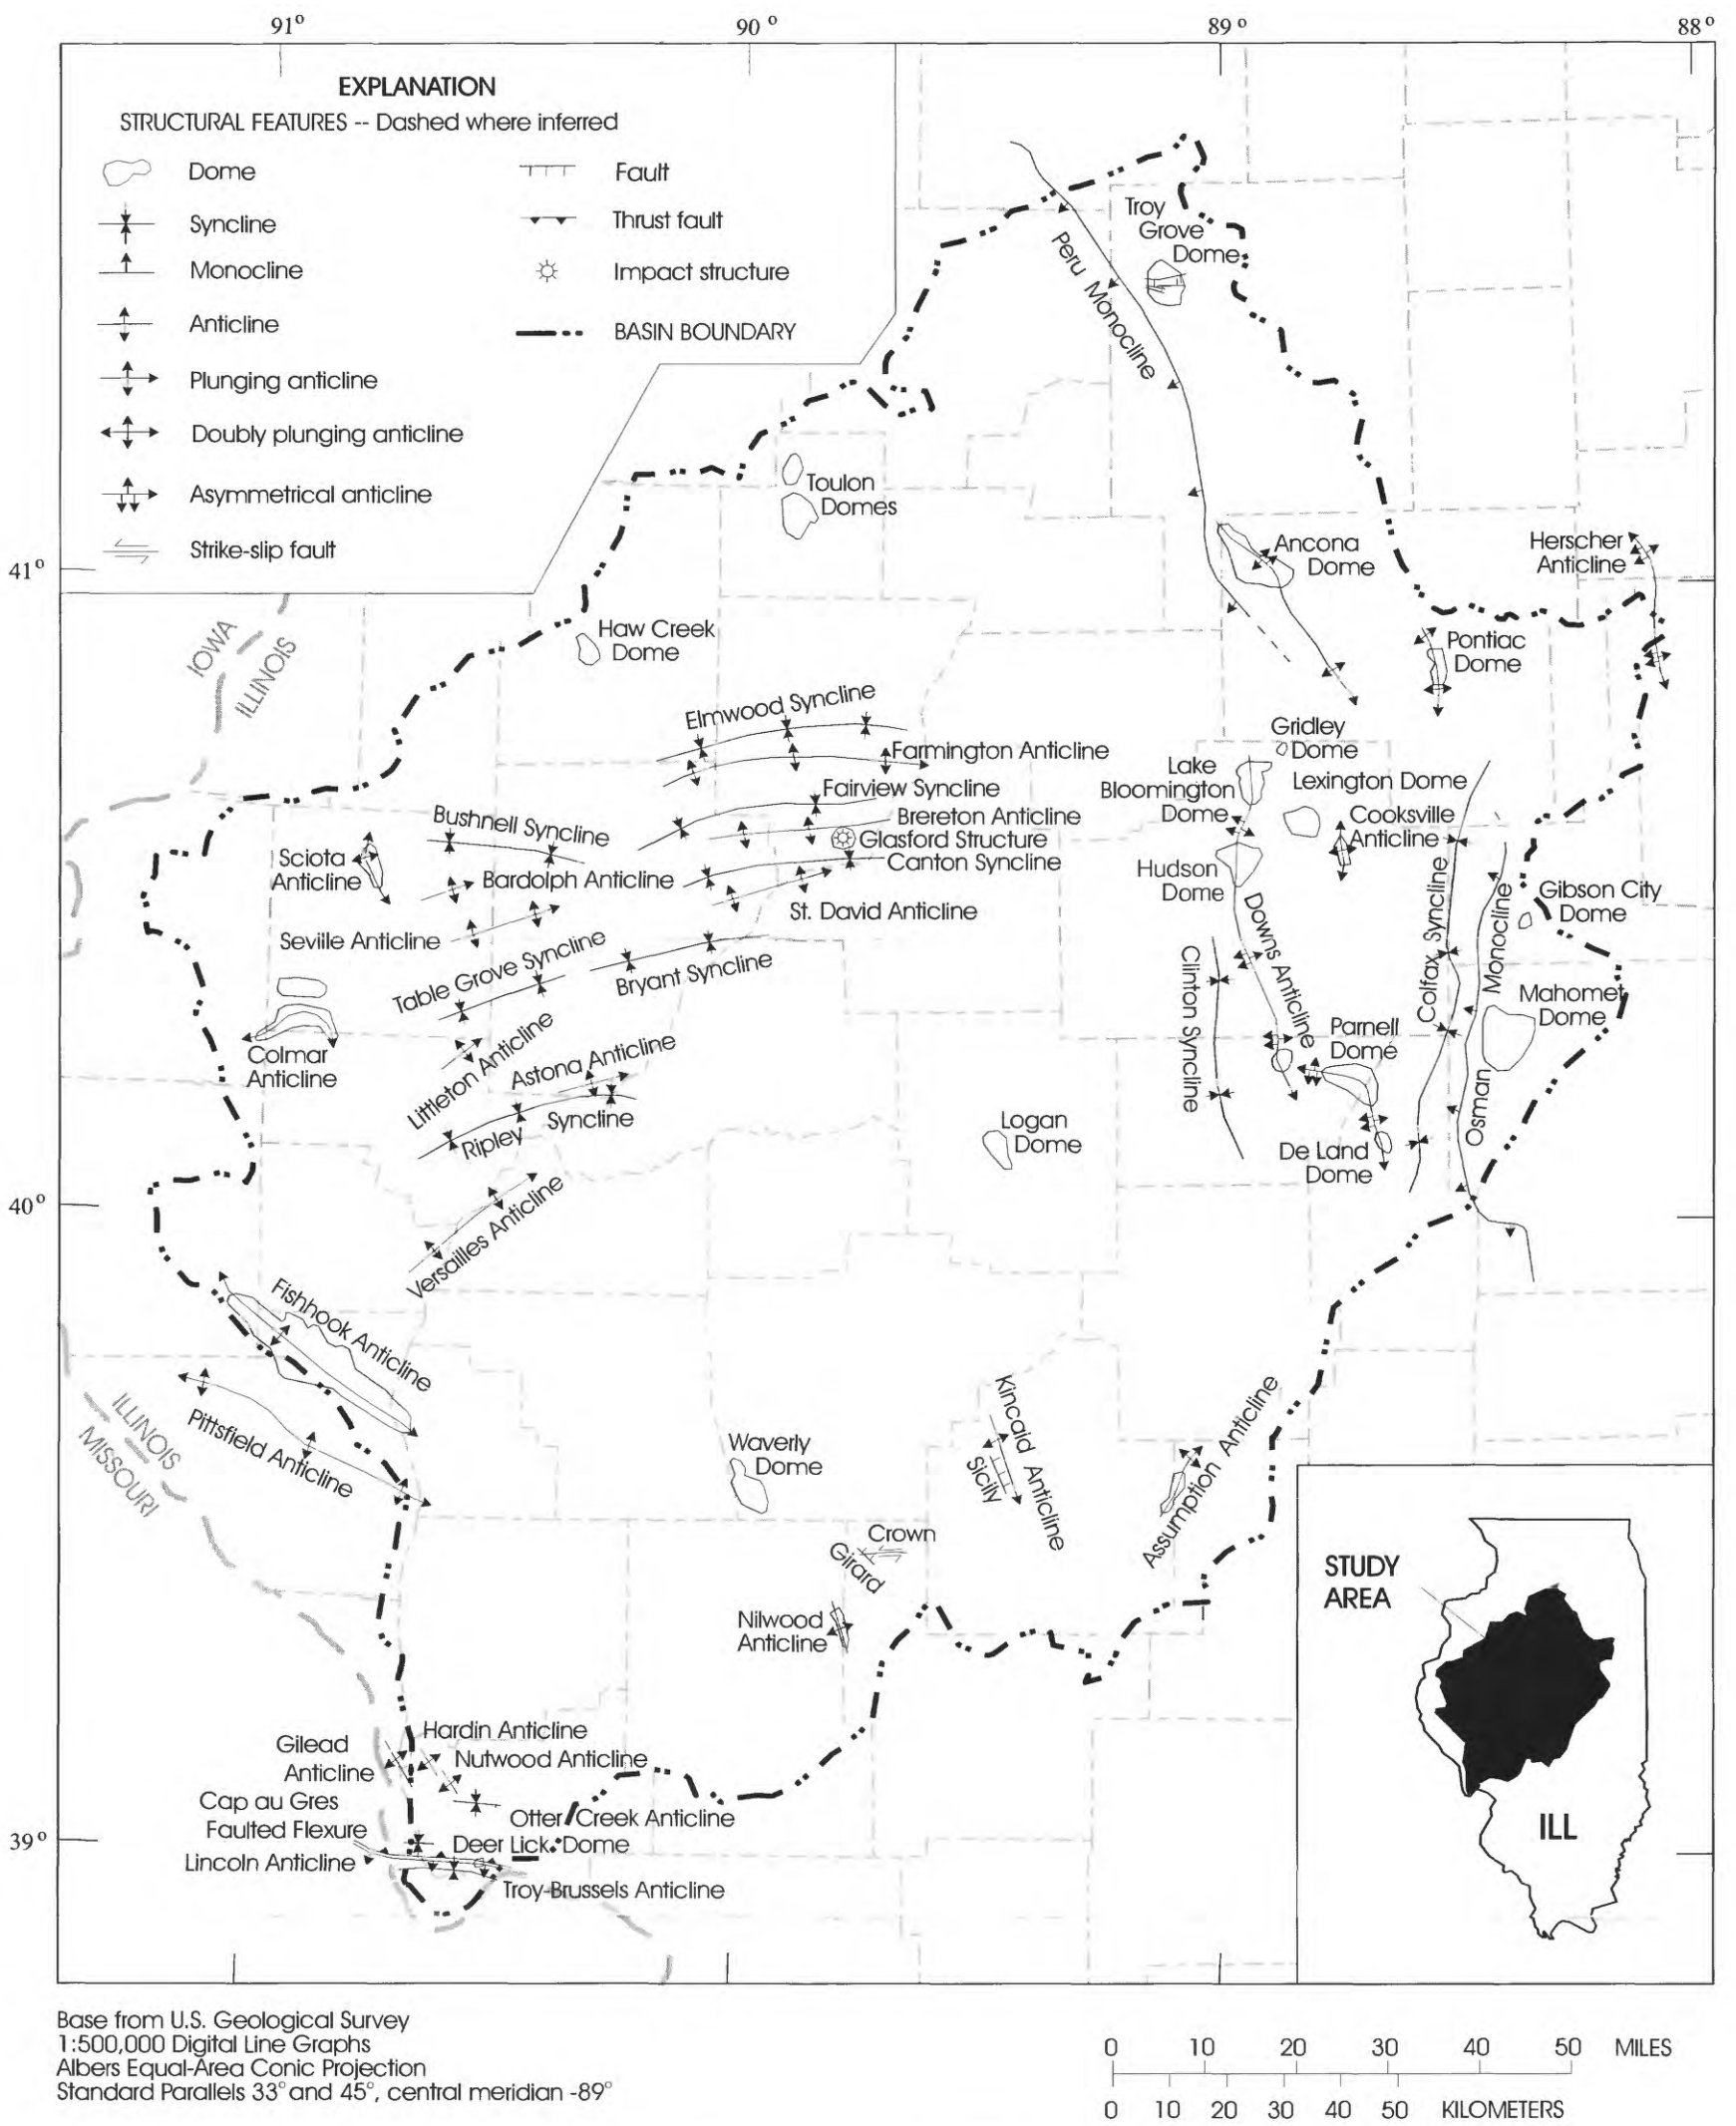 91°
90°
89°
88°
EXPLANATION
STRUCTURAL FEATURES -- Dashed where inferred
Dome
Syncline
Monocline
Anticline
Plunging anticline
Doubly plunging anticline
Asymmetrical anticline
Strike-slip fault
Fault
Thrust fault
Impact structure
BASIN BOUNDARY
Troy
Grove
Dome
Peru Monocline
Toulon
Domes
41°
Ancona
Dome
Herscher
Anticline
IOWA
ILLINOIS
Haw Creek
Dome
Pontiac
Dome
Elmwood Syncline
Farmington Anticline
Gridley
Dome
Lake
Bloomington
Dome
Lexington Dome
Fairview Syncline
Brereton Anticline
Cooksville
Anticline
Bushnell Syncline
Glasford Structure
Canton Syncline
Sciota
Anticline
Bardolph Anticline
Hudson
Dome
Gibson City
Dome
St. David Anticline
Seville Anticline
Table Grove Syncline
Bryant Syncline
Downs Anticline
Clinton Syncline
Colfax Syncline
Osman Monocline
Mahomet
Dome
Colmar
Anticline
Littleton Anticline
Astona Anticline
Parnell
Dome
Ripley Syncline
Logan
Dome
De Land
Dome
40°
Versailles Anticline
Fishhook Anticline
Pittsfield Anticline
ILLINOIS
MISSOURI
Waverly
Dome
Kincaid Anticline
Sicily
Assumption Anticline
Crown
Girard
Nilwood
Anticline
STUDY
AREA
ILL
Hardin Anticline
Gilead
Anticline
Nutwood Anticline
Cap au Gres
Faulted Flexure
Otter Creek Anticline
39°
Deer Lick Dome
Lincoln Anticline
Troy-Brussels Anticline
Base from U.S. Geological Survey
1:500,000 Digital Line Graphs
Albers Equal-Area Conic Projection
Standard Parallels 33° and 45°, central meridian -89°
0 10 20 30 40 50 MILES
0 10 20 30 40 50 KILOMETERS